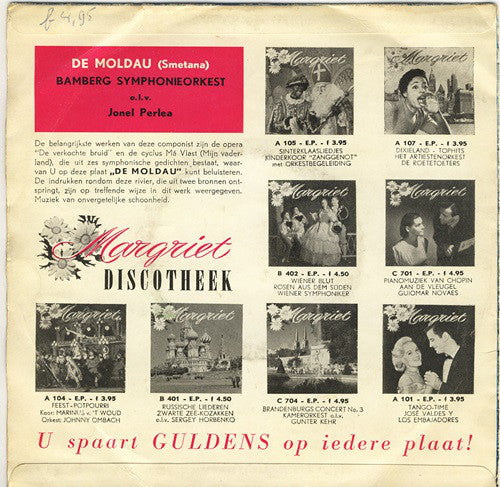 f 4,95
DE MOLDAU (Smetana)
BAMBERG SYMPHONIEORKEST
o.l.v.
Jonel Perlea
De belangrijkste werken van deze componist zijn de opera
"De verkochte bruid" en de cyclus Má Vlast (Mijn vader-
land), die uit zes symphonische gedichten bestaat, waar-
van U op deze plaat „DE MOLDAU" kunt beluisteren.
De indrukken rondom deze rivier, die uit twee bronnen ont-
springt, zijn op treffende wijze in dit werk weergegeven.
Muziek van onvergetelijke schoonheid.
Margriet
DISCOTHEEK
Margriet
A 105 - E.P. - f 3.95
SINTERKLAASLIEDJES
KINDERKOOR "ZANGGENOT"
met ORKESTBEGELEIDING
Margriet
A 107 - E.P. - f 3.95
DIXIELAND - TOPHITS
HET ARTIESTENORKEST
DE ROETETOETERS
Margriet
B 402 - E.P. - f 4.50
WIENER BLUT
ROSEN AUS DEM SÜDEN
WIENER SYMPHONIKER
Margriet
C 701 - E.P. - f 4.95
PIANOMUZIEK VAN CHOPIN
AAN DE VLEUGEL
GUIOMAR NOVAES
Margriet
A 104 - E.P. - f 3.95
FEEST-POTPOURRI
Koor: MARINUS v. 'T WOUD
Orkest: JOHNNY OMBACH
Margriet
B 401 - E.P. - f 4.50
RUSSISCHE LIEDEREN
ZWARTE ZEE-KOZAKKEN
o.l.v. SERGEY HORBENKO
Margriet
C 704 - E.P. - f 4.95
BRANDENBURGS CONCERT No. 3
KAMERORKEST o.l.v.
GUNTER KEHR
Margriet
A 101 - E.P. - f 3.95
TANGO-TIME
JOSÉ VALDES Y
LOS EMBAJADORES
U spaart GULDENS op iedere plaat!